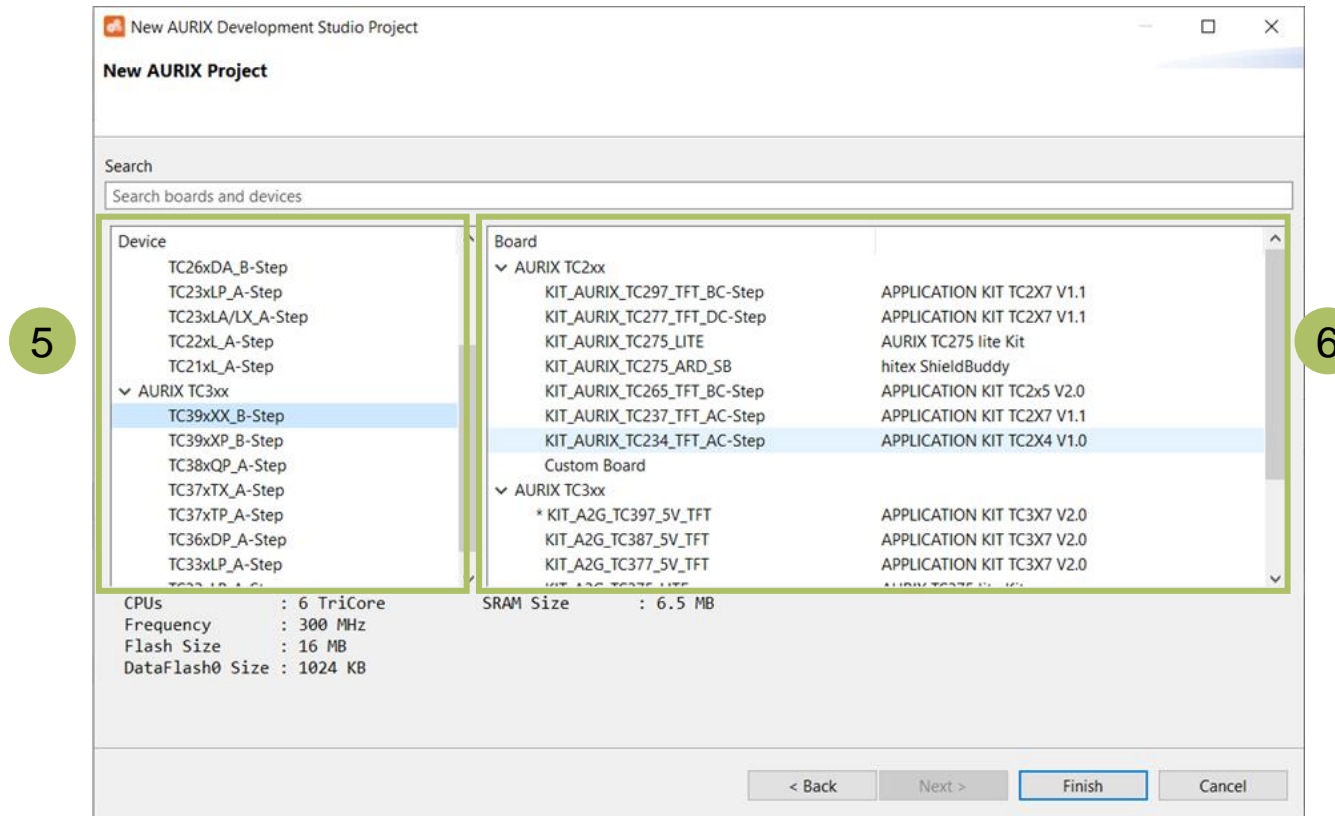 New AURIX Development Studio Project
New AURIX Project
Search
Search boards and devices
5
Device
TC26xDA_B-Step
TC23xLP_A-Step
TC23xLA/LX_A-Step
TC22xL_A-Step
TC21xL_A-Step
AURIX TC3xx
TC39xXX_B-Step
TC39xXP_B-Step
TC38xQP_A-Step
TC37xTX_A-Step
TC37xTP_A-Step
TC36xDP_A-Step
TC33xLP_A-Step
Board
AURIX TC2xx
KIT_AURIX_TC297_TFT_BC-Step APPLICATION KIT TC2X7 V1.1
KIT_AURIX_TC277_TFT_DC-Step APPLICATION KIT TC2X7 V1.1
KIT_AURIX_TC275_LITE AURIX TC275 lite Kit
KIT_AURIX_TC275_ARD_SB hitex ShieldBuddy
KIT_AURIX_TC265_TFT_BC-Step APPLICATION KIT TC2x5 V2.0
KIT_AURIX_TC237_TFT_AC-Step APPLICATION KIT TC2X7 V1.1
KIT_AURIX_TC234_TFT_AC-Step APPLICATION KIT TC2X4 V1.0
Custom Board
AURIX TC3xx
* KIT_A2G_TC397_5V_TFT APPLICATION KIT TC3X7 V2.0
KIT_A2G_TC387_5V_TFT APPLICATION KIT TC3X7 V2.0
KIT_A2G_TC377_5V_TFT APPLICATION KIT TC3X7 V2.0
6
CPUs : 6 TriCore SRAM Size : 6.5 MB
Frequency : 300 MHz
Flash Size : 16 MB
DataFlash0 Size : 1024 KB
< Back Next > Finish Cancel